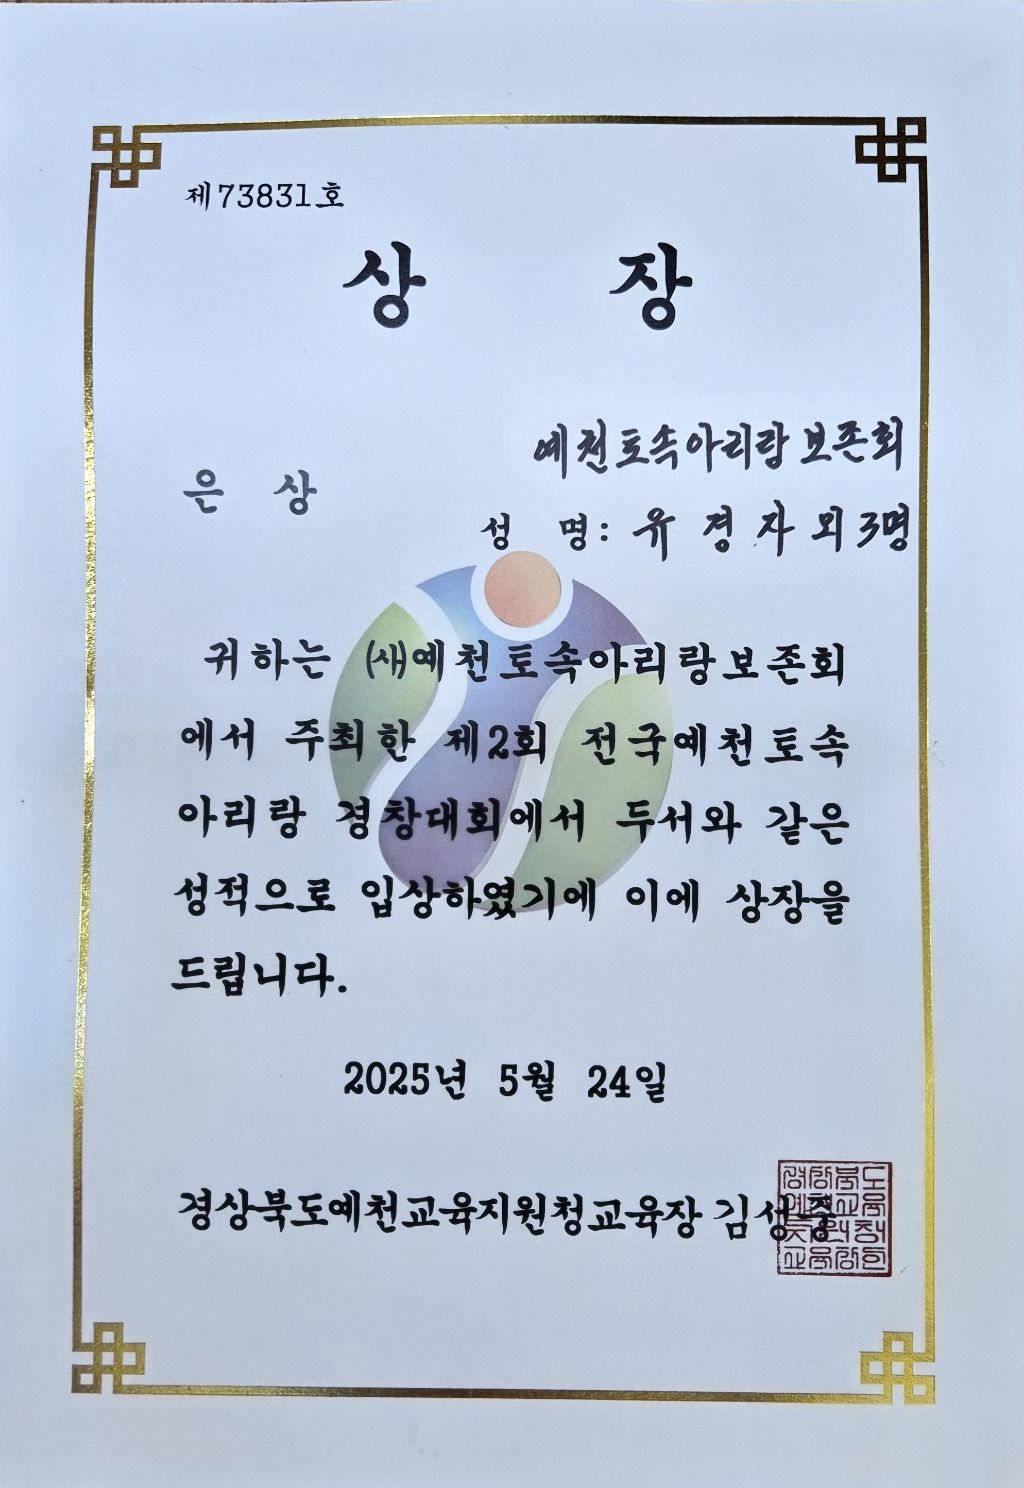 제73831호
상 장
예천토속아리랑보존회
은 상
성 명: 유 경 자 외 3명
귀하는 (사)예천토속아리랑보존회
에서 주최한 제2회 전국예천토속
아리랑 경창대회에서 두서와 같은
성적으로 입상하였기에 이에 상장을
드립니다.
2025년 5월 24일
경상북도예천교육지원청교육장 김성중